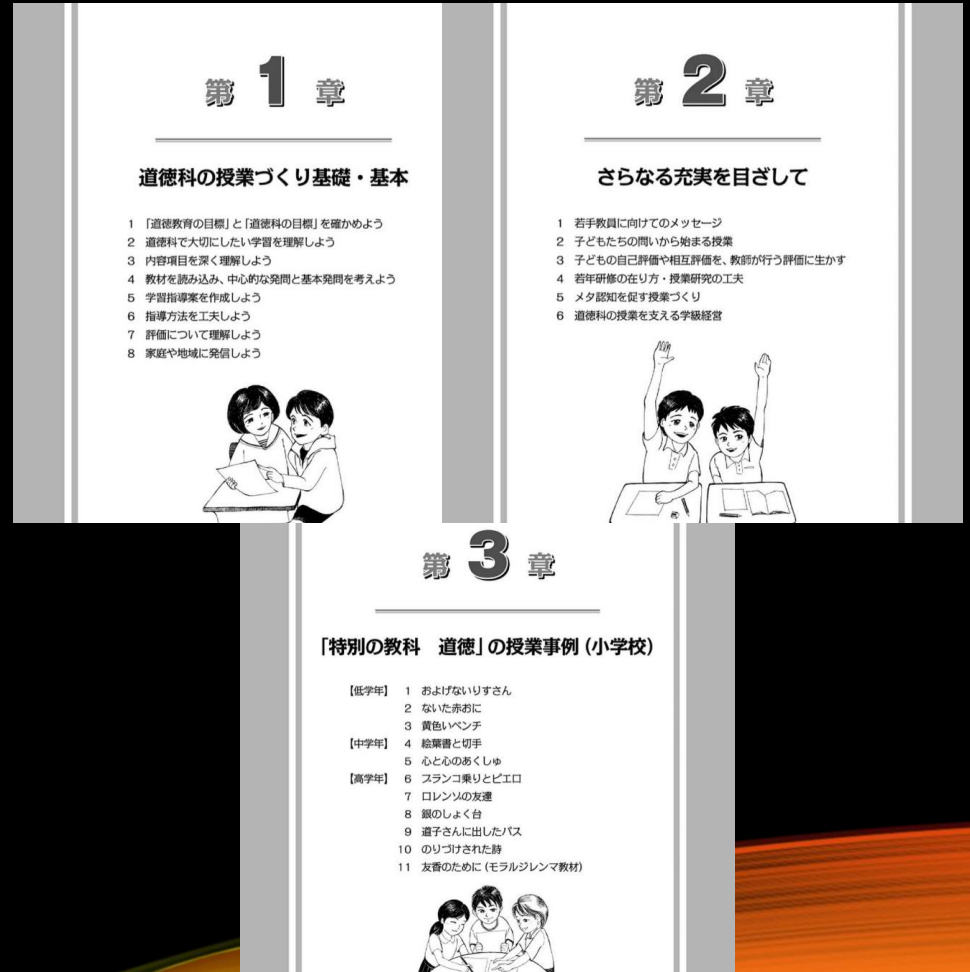 第1章
道徳科の授業づくり基礎・基本
1 「道徳教育の目標」と「道徳科の目標」を確かめよう
2 道徳科で大切にしたい学習を理解しよう
3 内容項目を深く理解しよう
4 教材を読み込み、中心的な発問と基本発問を考えよう
5 学習指導案を作成しよう
6 指導方法を工夫しよう
7 評価について理解しよう
8 家庭や地域に発信しよう
第2章
さらなる充実を目ざして
1 若手教員に向けてのメッセージ
2 子どもたちの問いから始まる授業
3 子どもの自己評価や相互評価を、教師が行う評価に生かす
4 若年研修の在り方・授業研究の工夫
5 メタ認知を促す授業づくり
6 道徳科の授業を支える学級経営
第3章
「特別の教科 道徳」の授業事例（小学校）
【低学年】 1 およげないりすさん
2 ないた赤おに
3 黄色いベンチ
【中学年】 4 絵葉書と切手
5 心と心のあくしゅ
【高学年】 6 ブランコ乗りとピエロ
7 ロレンゾの友達
8 銀のしょく台
9 道子さんに出したパス
10 のりづけされた詩
11 友香のために（モラルジレンマ教材）